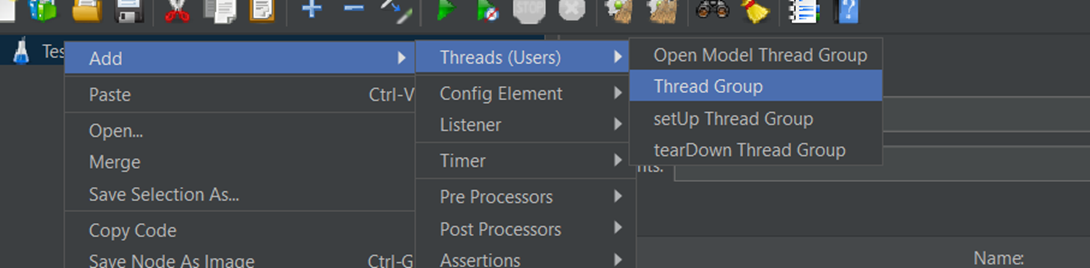 Tes
Add
Paste Ctrl-V
Open...
Merge
Save Selection As...
Copy Code
Save Node As Image Ctrl-G
Threads (Users)
Config Element
Listener
Timer
Pre Processors
Post Processors
Assertions
Open Model Thread Group
Thread Group
setUp Thread Group
tearDown Thread Group
nts:
Name:
STOP